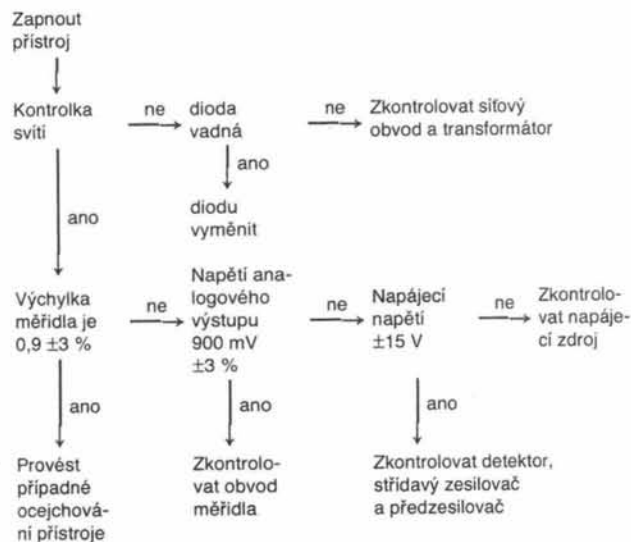 Zapnout
přístroj
Kontrolka
svítí
ne
dioda
vadná
ne
Zkontrolovat síťový
obvod a transformátor
ano
diodu
vyměnit
ano
Výchylka
měřidla je
0,9 ±3 %
ne
Napětí ana-
logového
výstupu
900 mV
±3 %
ne
Napájecí
napětí
±15 V
ne
Zkontrolo-
vat napáje-
cí zdroj
ano
ano
ano
Provést
případné
ocejchová-
ní přístroje
Zkontrolo-
vat obvod
měřidla
Zkontrolovat detektor,
střídavý zesilovač
a předzesilovač